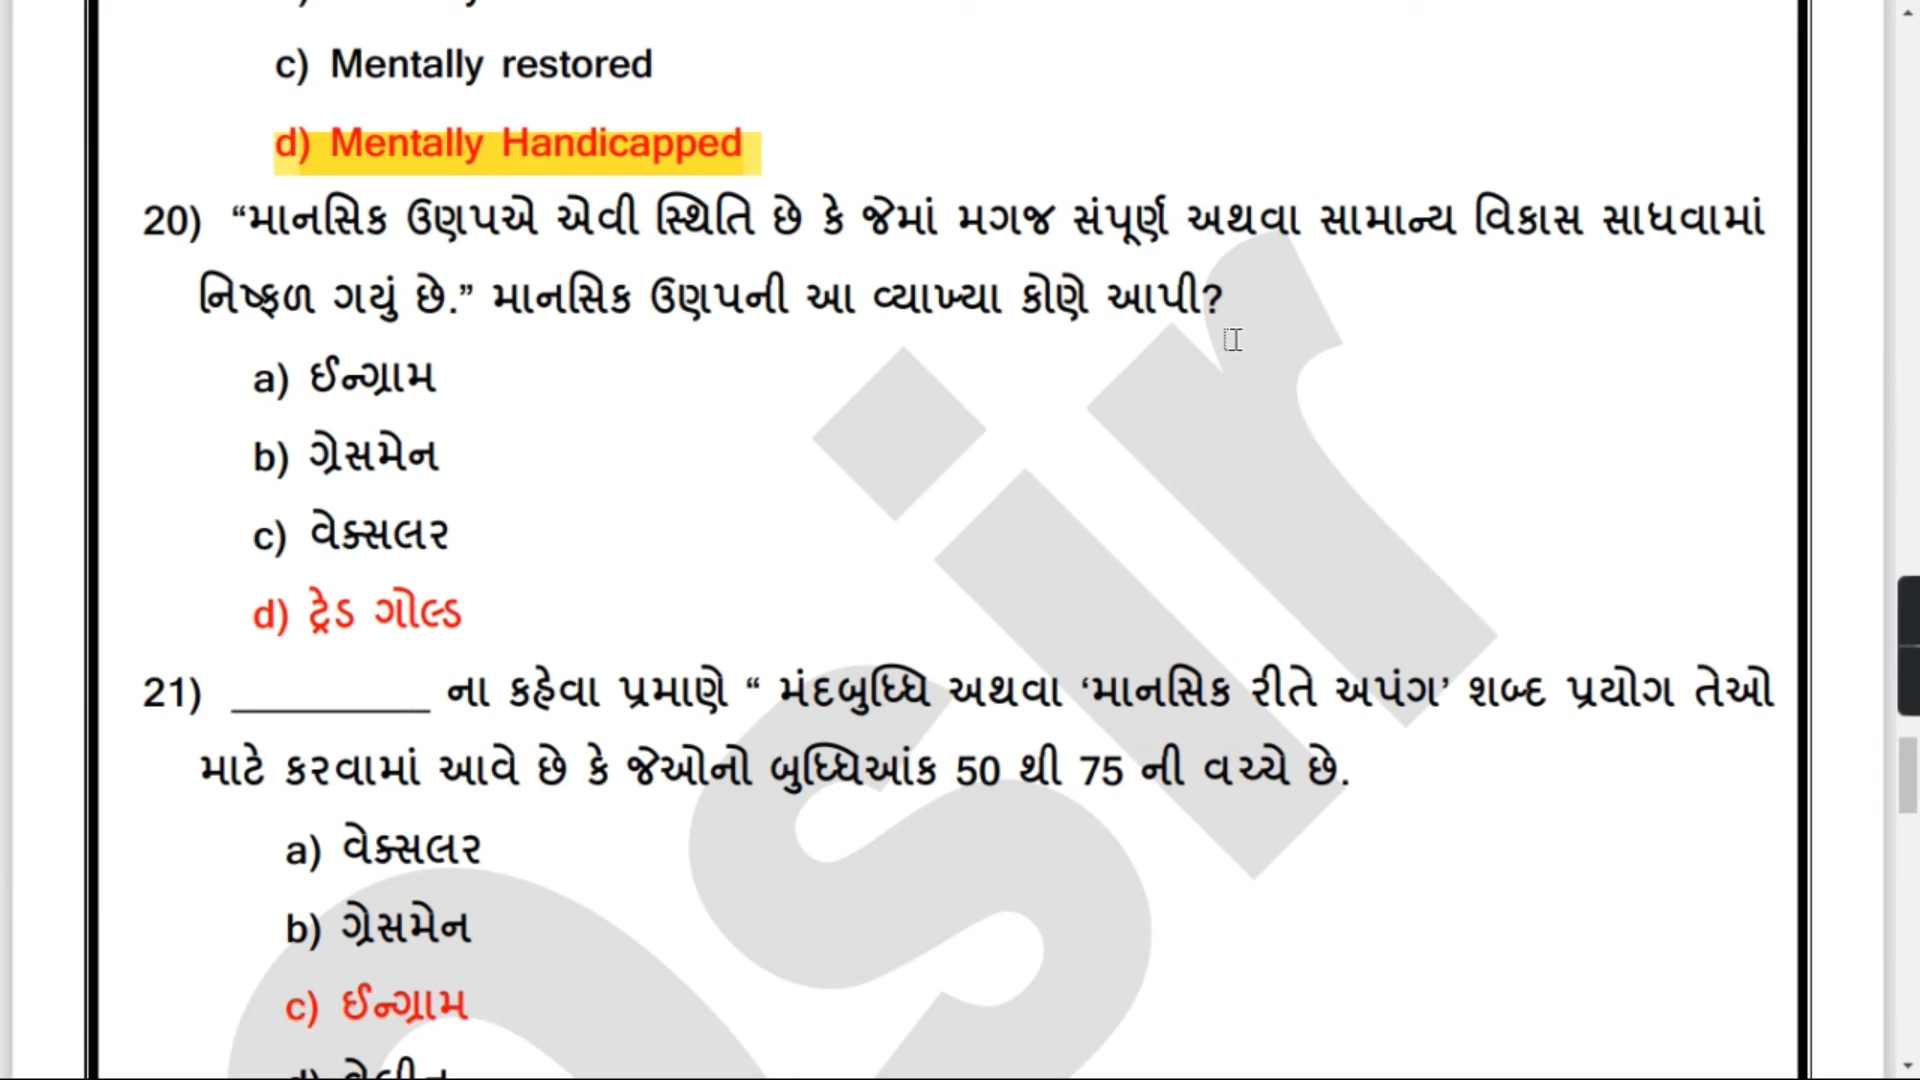 c) Mentally restored
d) Mentally Handicapped
20) “માનસિક ઉણપએ એવી સ્થિતિ છે કે જેમાં મગજ સંપૂર્ણ અથવા સામાન્ય વિકાસ સાધવામાં
નિષ્ફળ ગયું છે.” માનસિક ઉણપની આ વ્યાખ્યા કોણે આપી?
a) ઈન્ગ્રામ
b) ગ્રેસમેન
c) વેક્સલર
d) ટ્રેડ ગોલ્ડ
21) _________ ના કહેવા પ્રમાણે “ મંદબુધ્ધિ અથવા ‘માનસિક રીતે અપંગ’ શબ્દ પ્રયોગ તેઓ
માટે કરવામાં આવે છે કે જેઓનો બુધ્ધિઆંક 50 થી 75 ની વચ્ચે છે.
a) વેક્સલર
b) ગ્રેસમેન
c) ઈન્ગ્રામ